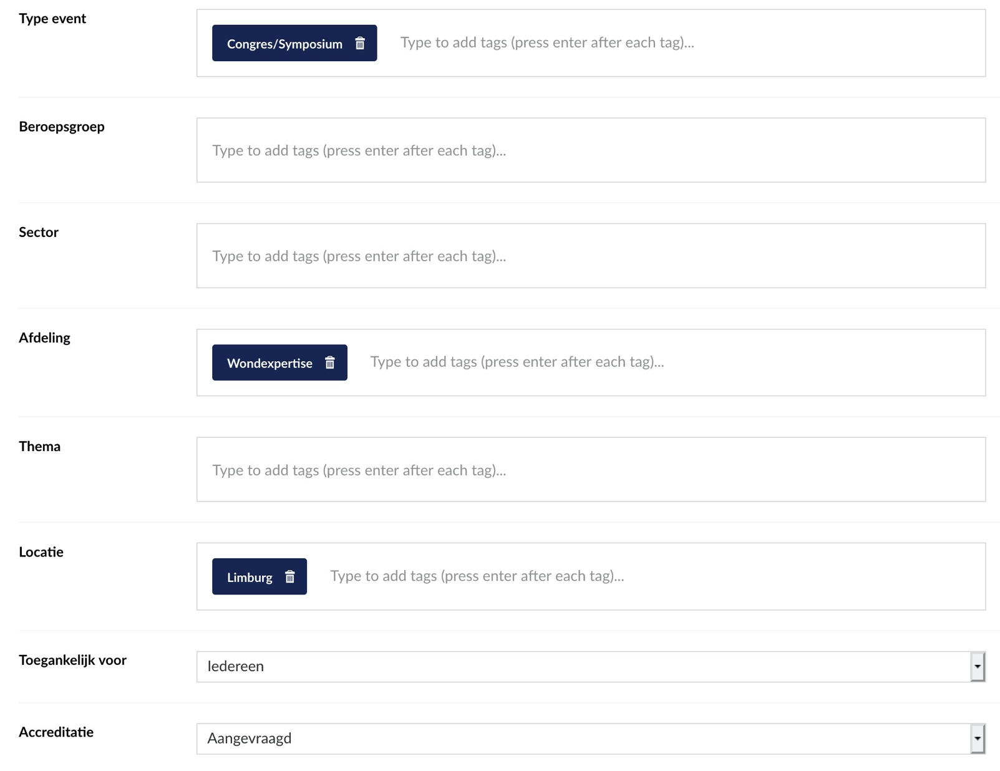 Type event
Congres/Symposium Type to add tags (press enter after each tag)...
Beroepsgroep
Type to add tags (press enter after each tag)...
Sector
Type to add tags (press enter after each tag)...
Afdeling
Wondexpertise Type to add tags (press enter after each tag)...
Thema
Type to add tags (press enter after each tag)...
Locatie
Limburg Type to add tags (press enter after each tag)...
Toegankelijk voor
Iedereen
Accreditatie
Aangevraagd